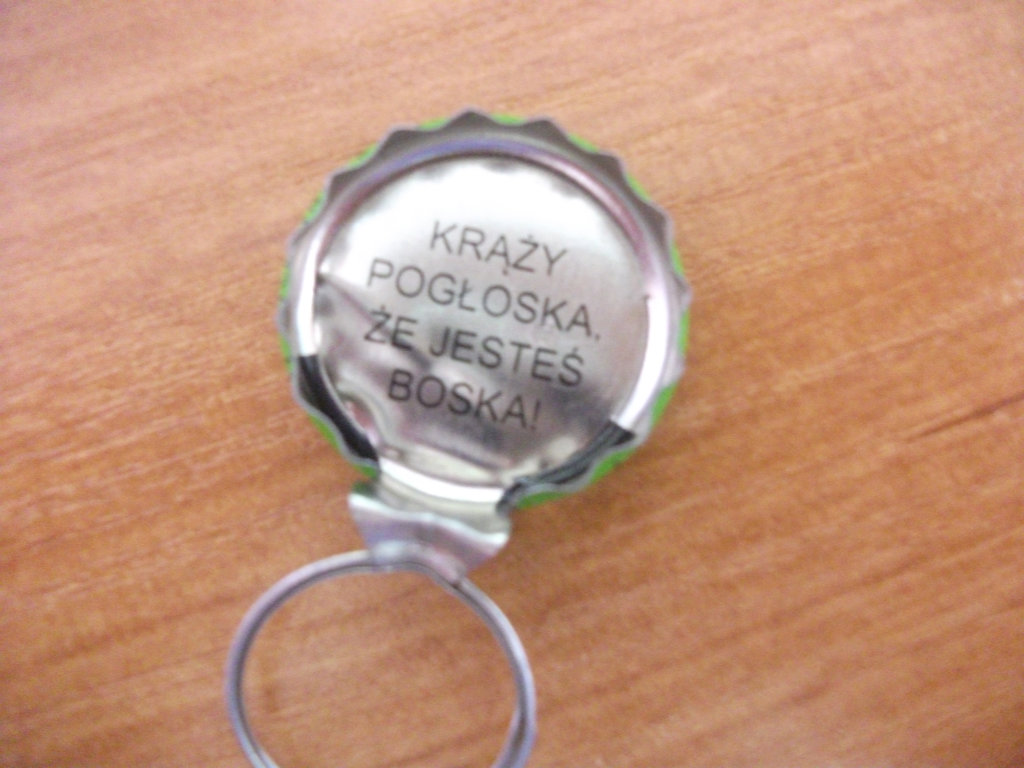 KRĄŻY
POGŁOSKA,
ŻE JESTEŚ
BOSKA!